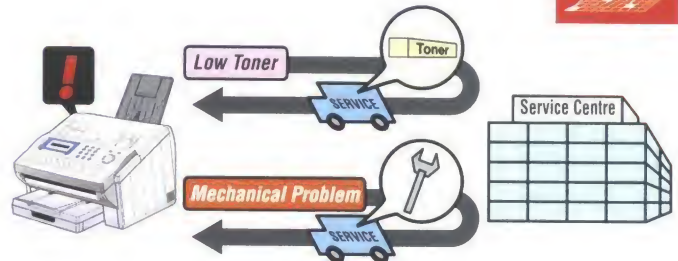 Low Toner
Toner
SERVICE
Service Centre
Mechanical Problem
SERVICE